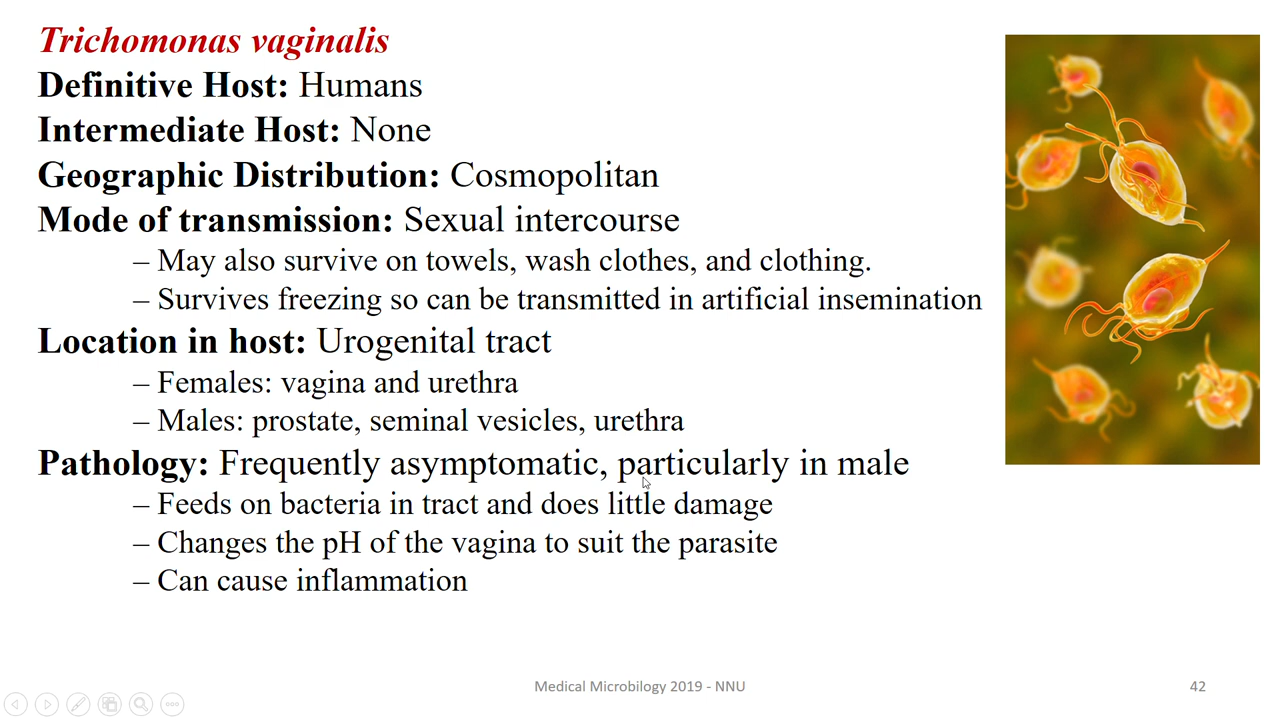 Trichomonas vaginalis
Definitive Host: Humans
Intermediate Host: None
Geographic Distribution: Cosmopolitan
Mode of transmission: Sexual intercourse
– May also survive on towels, wash clothes, and clothing.
– Survives freezing so can be transmitted in artificial insemination
Location in host: Urogenital tract
– Females: vagina and urethra
– Males: prostate, seminal vesicles, urethra
Pathology: Frequently asymptomatic, particularly in male
– Feeds on bacteria in tract and does little damage
– Changes the pH of the vagina to suit the parasite
– Can cause inflammation
Medical Microbilogy 2019 - NNU
42